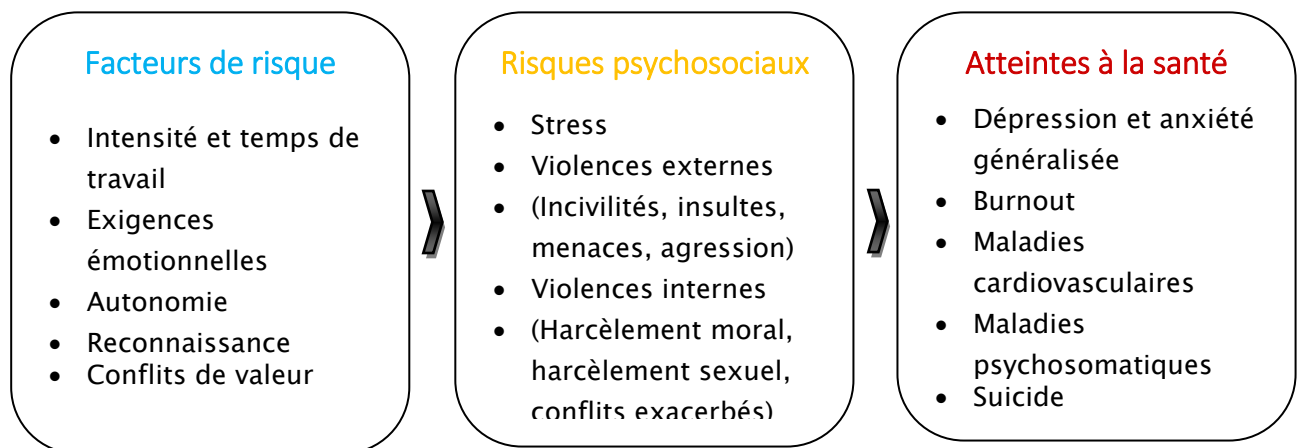 Facteurs de risque
• Intensité et temps de
travail
• Exigences
émotionnelles
• Autonomie
• Reconnaissance
• Conflits de valeur
Risques psychosociaux
• Stress
• Violences externes
• (Incivilités, insultes,
menaces, agression)
• Violences internes
• (Harcèlement moral,
harcèlement sexuel,
conflits exacerbés)
Atteintes à la santé
• Dépression et anxiété
généralisée
• Burnout
• Maladies
cardiovasculaires
• Maladies
psychosomatiques
• Suicide